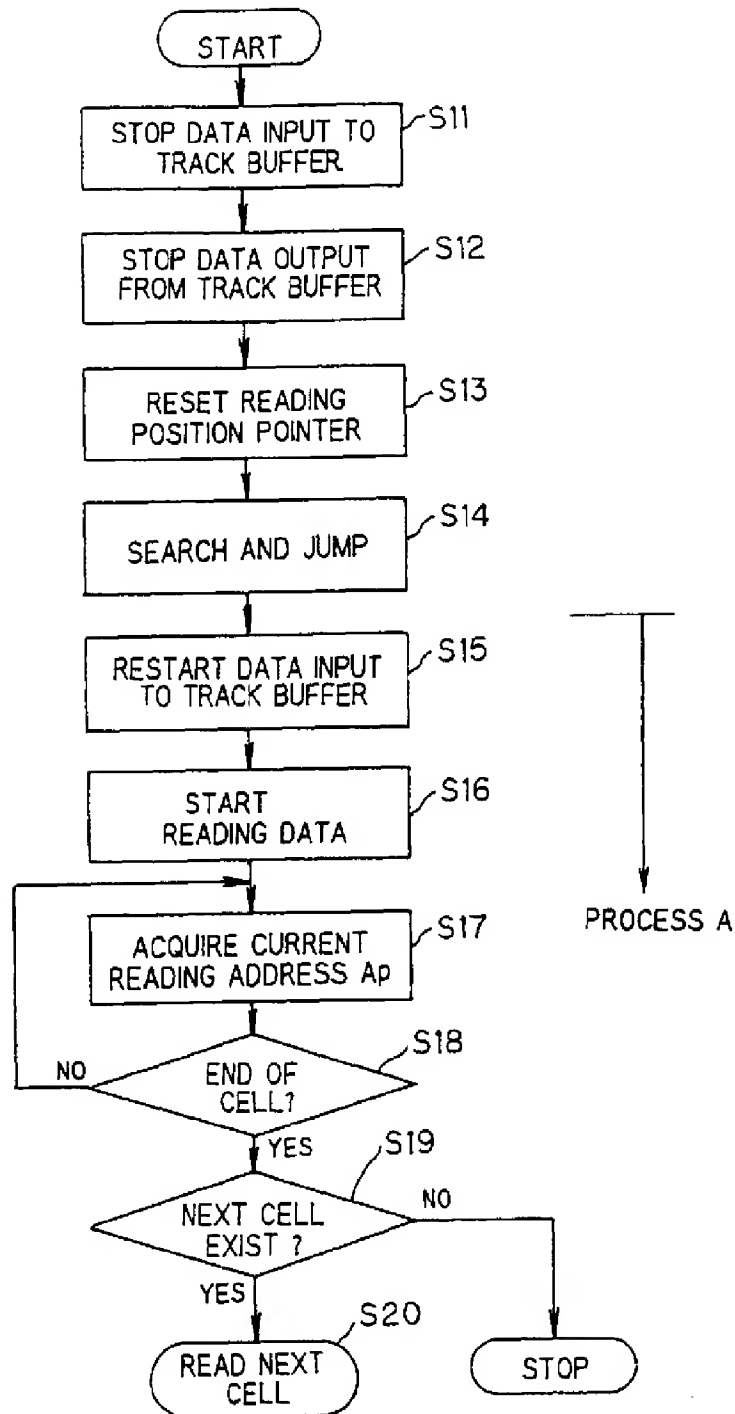 START
S11
STOP DATA INPUT TO
TRACK BUFFER
S12
STOP DATA OUTPUT
FROM TRACK BUFFER
S13
RESET READING
POSITION POINTER
S14
SEARCH AND JUMP
S15
RESTART DATA INPUT
TO TRACK BUFFER
S16
START
READING DATA
PROCESS A
S17
ACQUIRE CURRENT
READING ADDRESS Ap
S18
NO
END OF
CELL?
YES
S19
NO
NEXT CELL
EXIST ?
YES
S20
READ NEXT
CELL
STOP